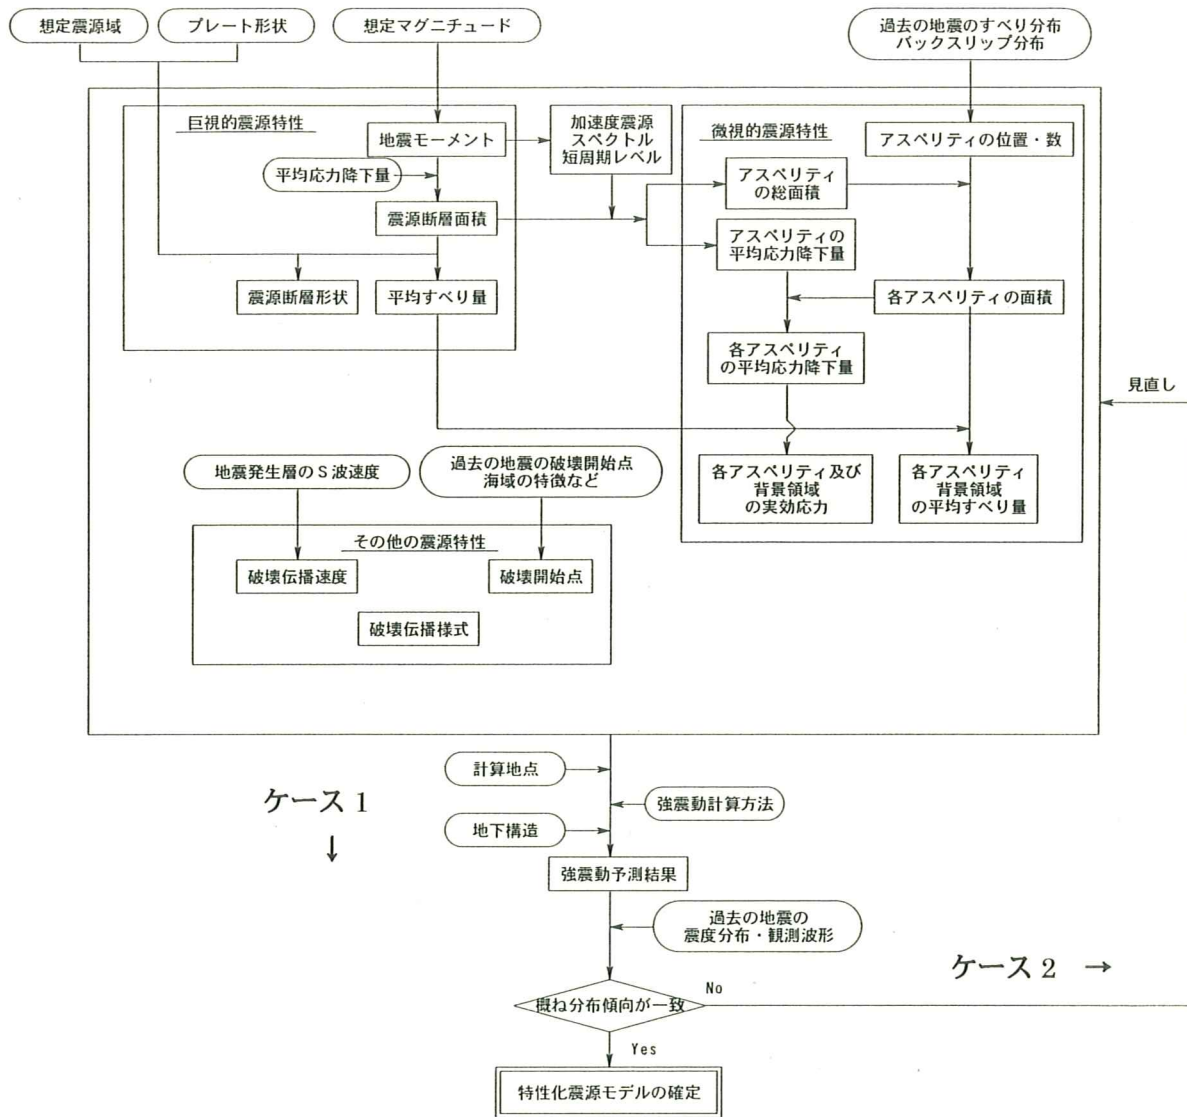 想定震源域
プレート形状
想定マグニチュード
過去の地震のすべり分布
バックスリップ分布
巨視的震源特性
地震モーメント
加速度震源
スペクトル
短周期レベル
微視的震源特性
アスペリティの位置・数
平均応力降下量
アスペリティ
の総面積
震源断層面積
アスペリティの
平均応力降下量
震源断層形状
平均すべり量
各アスペリティの面積
各アスペリティ
の平均応力降下量
見直し
地震発生層のS波速度
過去の地震の破壊開始点
海域の特徴など
各アスペリティ及び
背景領域
の実効応力
各アスペリティ
背景領域
の平均すべり量
その他の震源特性
破壊伝播速度
破壊開始点
破壊伝播様式
計算地点
ケース1
↓
強震動計算方法
地下構造
強震動予測結果
過去の地震の
震度分布・観測波形
ケース2 →
No
概ね分布傾向が一致
Yes
特性化震源モデルの確定